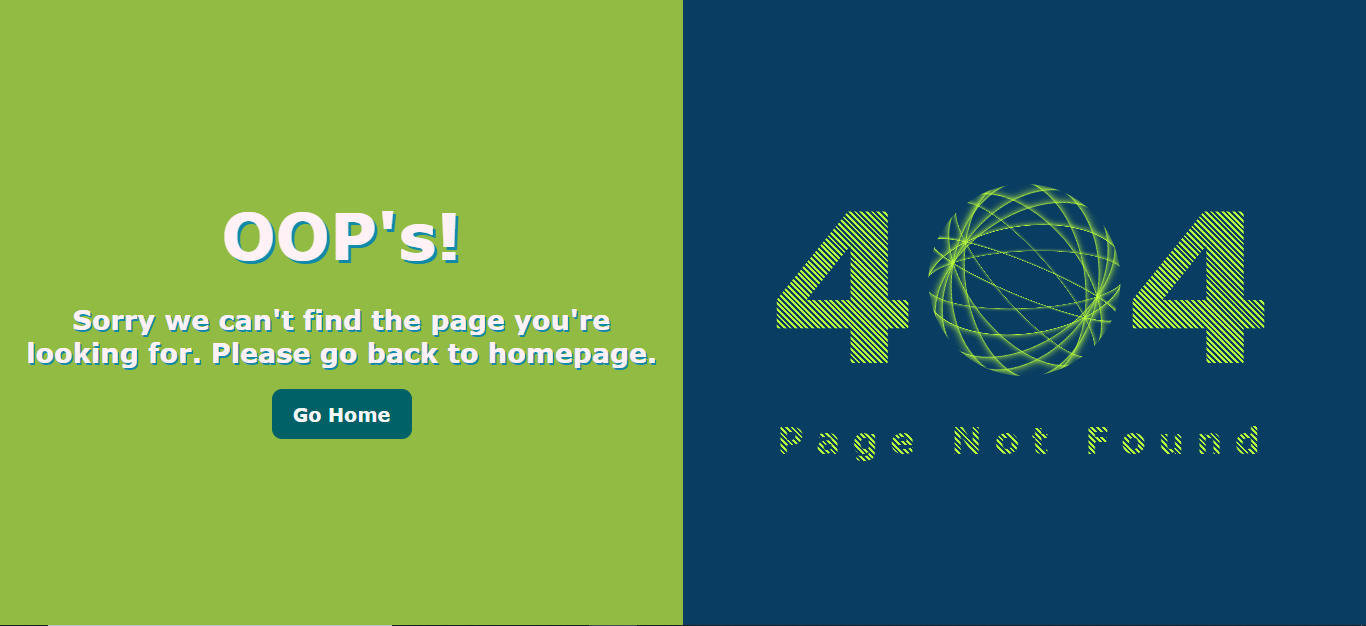 OOP's!
Sorry we can't find the page you're
looking for. Please go back to homepage.
Go Home
404
Page Not Found